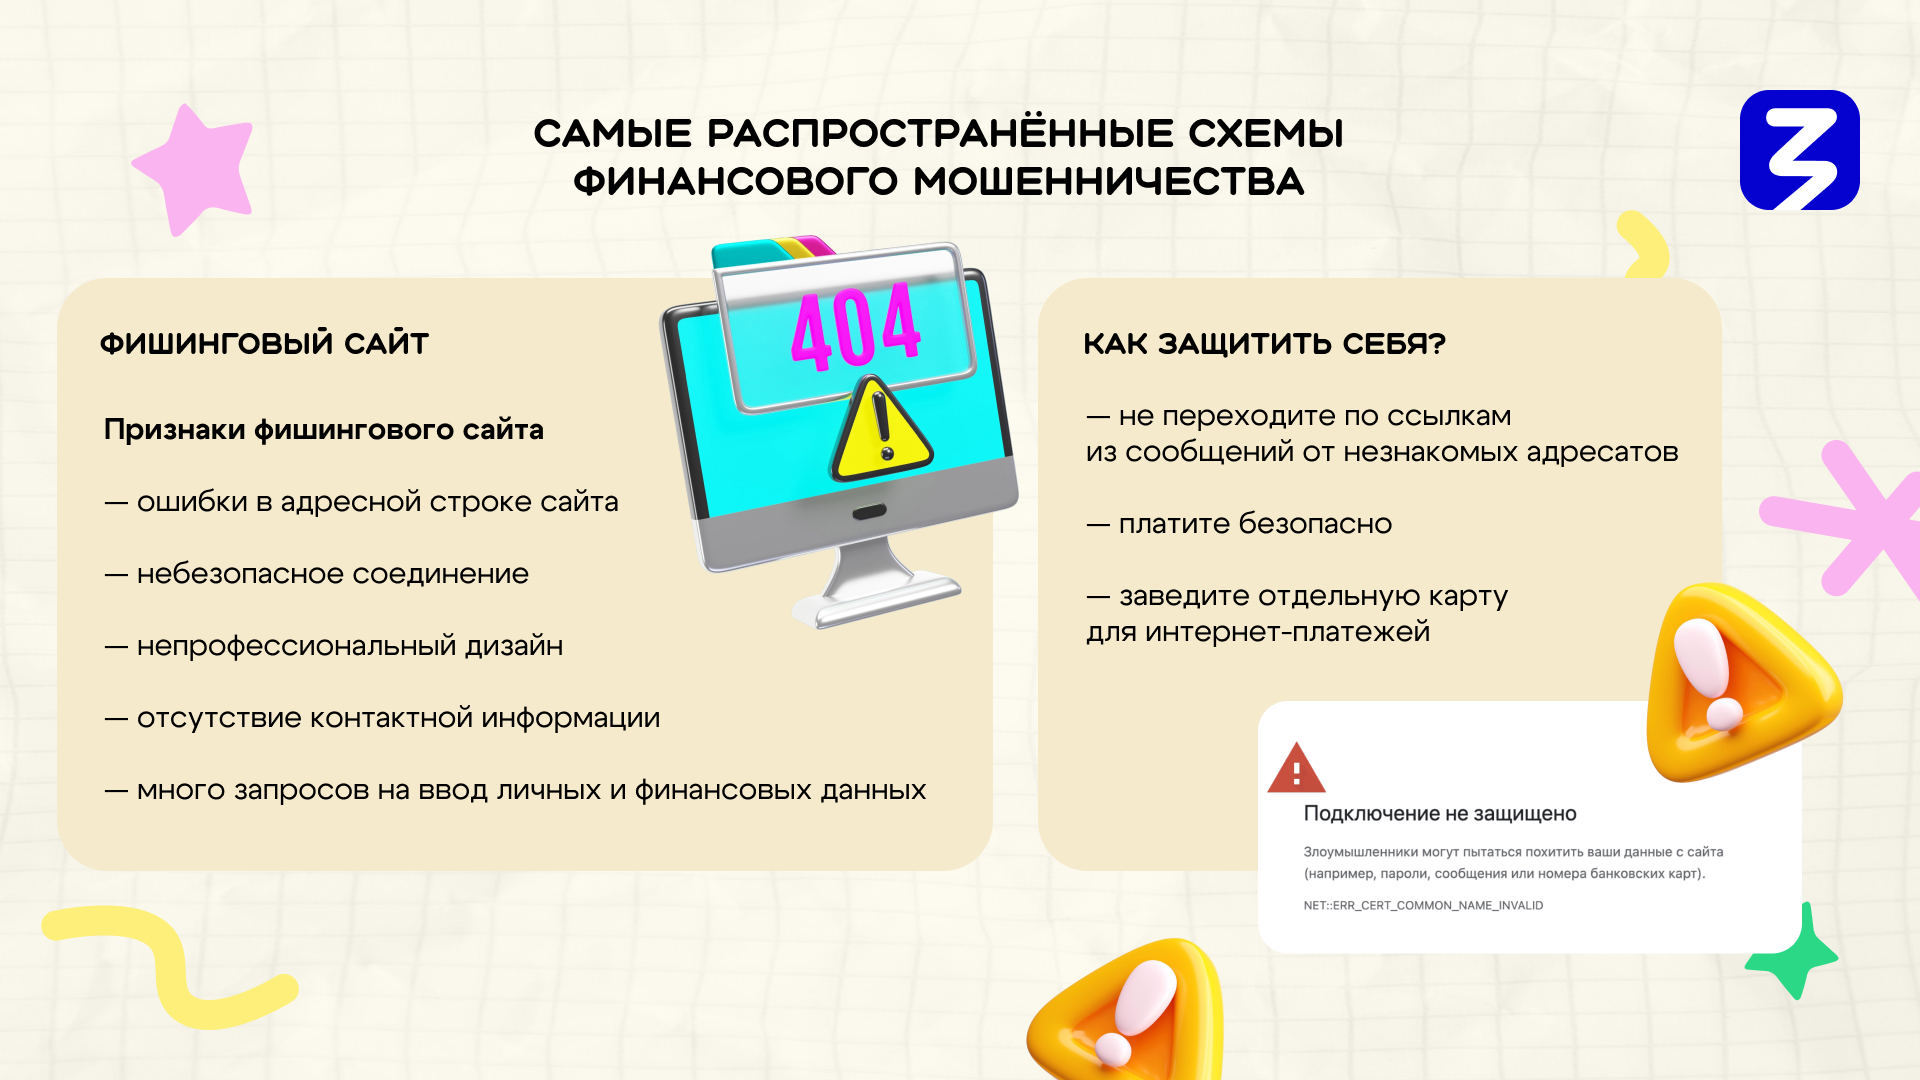 САМЫЕ РАСПРОСТРАНЁННЫЕ СХЕМЫ
ФИНАНСОВОГО МОШЕННИЧЕСТВА
ФИШИНГОВЫЙ САЙТ
Признаки фишингового сайта
— ошибки в адресной строке сайта
— небезопасное соединение
— непрофессиональный дизайн
— отсутствие контактной информации
— много запросов на ввод личных и финансовых данных
404
КАК ЗАЩИТИТЬ СЕБЯ?
— не переходите по ссылкам
из сообщений от незнакомых адресатов
— платите безопасно
— заведите отдельную карту
для интернет-платежей
Подключение не защищено
Злоумышленники могут пытаться похитить ваши данные с сайта
(например, пароли, сообщения или номера банковских карт).
NET::ERR_CERT_COMMON_NAME_INVALID